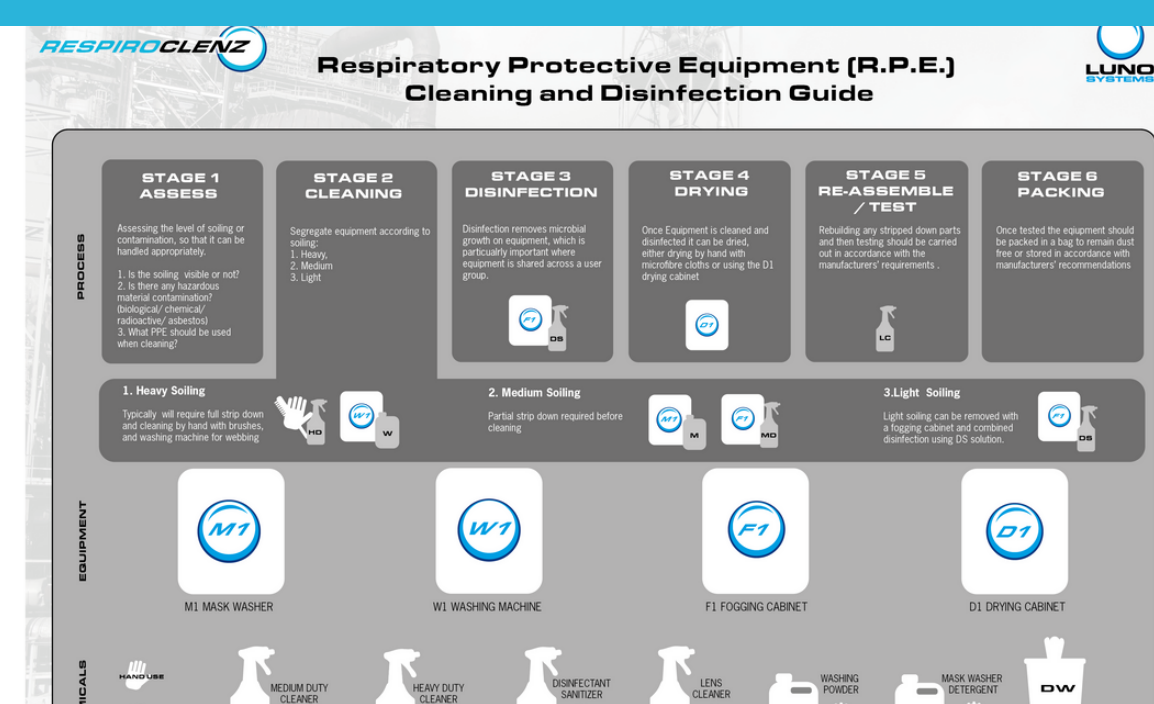 RESPIROCLENZ
LUNO
SYSTEMS
Respiratory Protective Equipment (R.P.E.)
Cleaning and Disinfection Guide
PROCESS
STAGE 1
ASSESS
Assessing the level of soiling or
contamination, so that it can be
handled appropriately.
1. Is the soiling visible or not?
2. Is there any hazardous
material contamination?
(biological/ chemical/
radioactive/ asbestos)
3. What PPE should be used
when cleaning?
STAGE 2
CLEANING
Segregate equipment according to
soiling:
1. Heavy,
2. Medium
3. Light
STAGE 3
DISINFECTION
Disinfection removes microbial
growth on equipment, which is
particuairly important where
equipment is shared across a user
group.
F1
DS
STAGE 4
DRYING
Once Equipment is cleaned and
disinfected it can be dried,
either drying by hand with
microfibre cloths or using the D1
drying cabinet
D1
STAGE 5
RE-ASSEMBLE
/ TEST
Rebuilding any stripped down parts
and then testing should be carried
out in accordance with the
manufacturers' requirements .
LC
STAGE 6
PACKING
Once tested the equipment should
be packed in a bag to remain dust
free or stored in accordance with
manufacturers' recommendations
1. Heavy Soiling
Typically will require full strip down
and cleaning by hand with brushes,
and washing machine for webbing
HD
W1
W
2. Medium Soiling
Partial strip down required before
cleaning
M1
M
F1
MD
3.Light Soiling
Light soiling can be removed with
a fogging cabinet and combined
disinfection using DS solution.
F1
DS
EQUIPMENT
M1
M1 MASK WASHER
W1
W1 WASHING MACHINE
F1
F1 FOGGING CABINET
D1
D1 DRYING CABINET
MICALS
HAND USE
MEDIUM DUTY
CLEANER
HEAVY DUTY
CLEANER
DISINFECTANT
SANITIZER
LENS
CLEANER
WASHING
POWDER
MASK WASHER
DETERGENT
DW